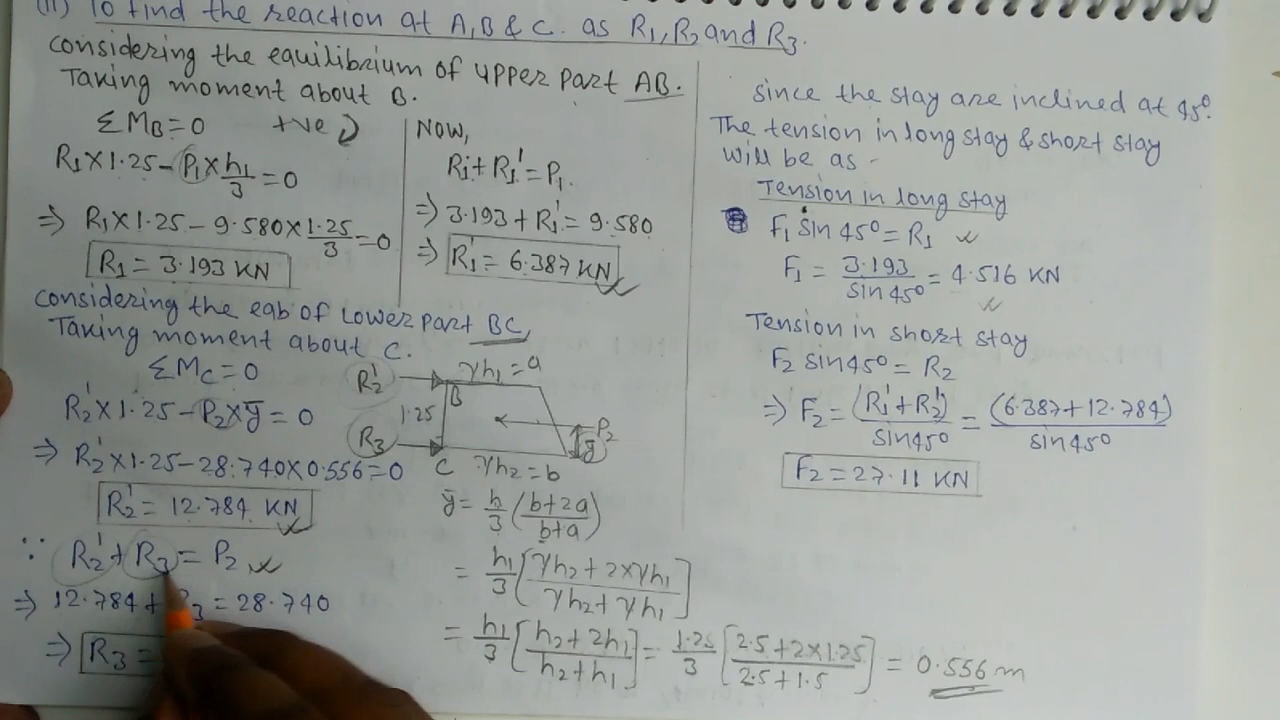 (ii) To find the reaction at A, B & C. as R1, R2 and R3.
considering the equilibrium of upper part AB.
Taking moment about B.
ΣMB=0 +ve
R1×1.25-P1×h1/3=0
⇒ R1×1.25-9.580×1.25/3=0
R1=3.193 KN
NOW,
R1+R1'=P1.
⇒ 3.193+R1'=9.580
⇒ R1'=6.387 KN
considering the eqb of Lower part BC,
Taking moment about C.
ΣMC=0
R2'×1.25-P2×ȳ=0
⇒ R2'×1.25-28.740×0.556=0
R2'=12.784 KN
∵ R2'+R3=P2
⇒ 12.784+R3=28.740
⇒ R3=
R2'
γh1=a
B
1.25
R3
P2
ȳ
C
γh2=b
ȳ=h/3(b+2a/b+a)
=h1/3[γh2+2×γh1/γh2+γh1]
=h1/3[h2+2h1/h2+h1]=1.25/3[2.5+2×1.25/2.5+1.5]=0.556m
since the stay are inclined at 45°.
The tension in long stay & short stay
will be as -
Tension in long stay
F1 sin 45°=R1
F1=3.193/sin45°=4.516 KN
Tension in short stay
F2 sin45°=R2
⇒ F2=(R1'+R2')/sin45°=(6.387+12.784)/sin45°
F2=27.11 KN